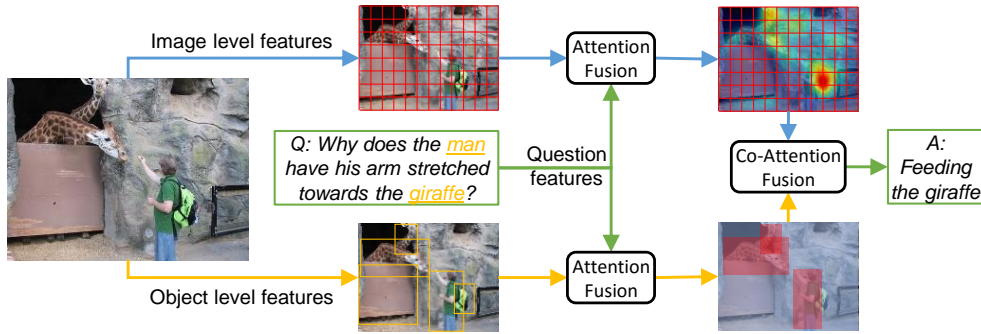 Image level features
Attention
Fusion
Q: Why does the man
have his arm stretched
towards the giraffe?
Question
features
Co-Attention
Fusion
A:
Feeding
the giraffe
Object level features
Attention
Fusion